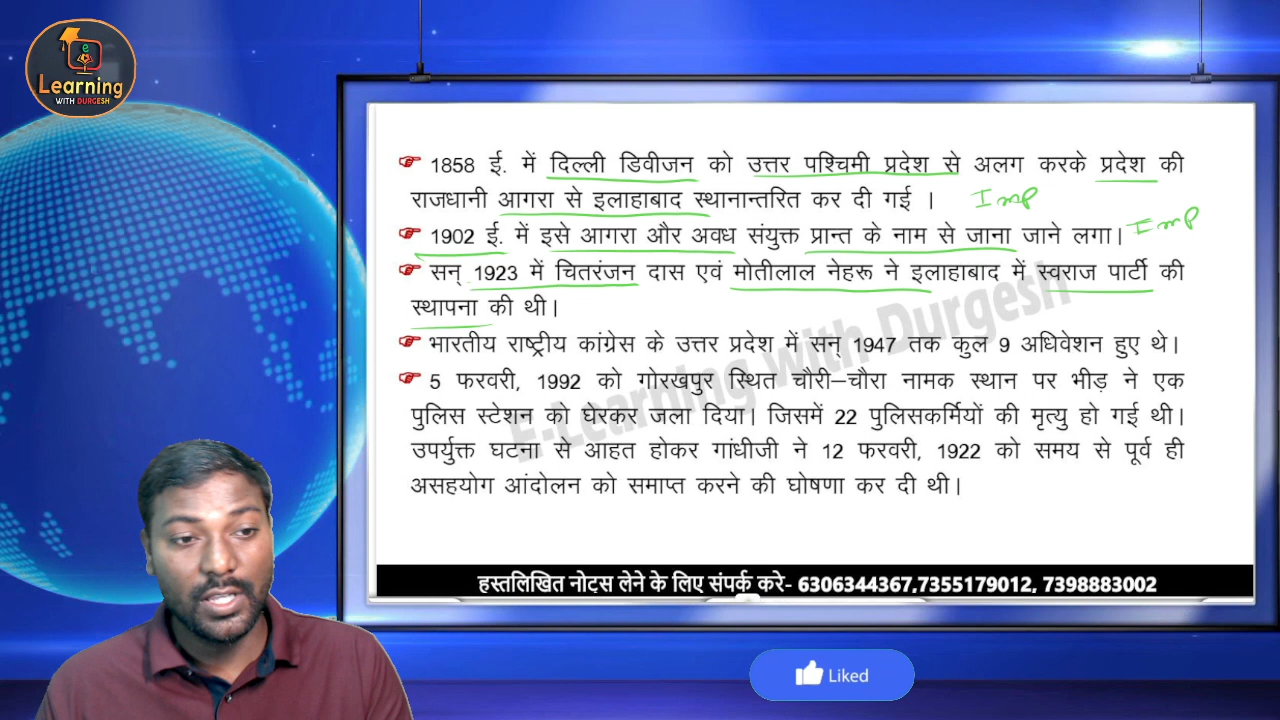 e
Learning
WITH DURGESH
1858 ई. में दिल्ली डिवीजन को उत्तर पश्चिमी प्रदेश से अलग करके प्रदेश की
राजधानी आगरा से इलाहाबाद स्थानान्तरित कर दी गई । Imp
1902 ई. में इसे आगरा और अवध संयुक्त प्रान्त के नाम से जाना जाने लगा। Imp
सन् 1923 में चितरंजन दास एवं मोतीलाल नेहरू ने इलाहाबाद में स्वराज पार्टी की
स्थापना की थी।
भारतीय राष्ट्रीय कांग्रेस के उत्तर प्रदेश में सन् 1947 तक कुल 9 अधिवेशन हुए थे।
5 फरवरी, 1992 को गोरखपुर स्थित चौरी–चौरा नामक स्थान पर भीड़ ने एक
पुलिस स्टेशन को घेरकर जला दिया। जिसमें 22 पुलिसकर्मियों की मृत्यु हो गई थी।
उपर्युक्त घटना से आहत होकर गांधीजी ने 12 फरवरी, 1922 को समय से पूर्व ही
असहयोग आंदोलन को समाप्त करने की घोषणा कर दी थी।
E-Learning with Durgesh
हस्तलिखित नोट्स लेने के लिए संपर्क करे- 6306344367,7355179012, 7398883002
Liked